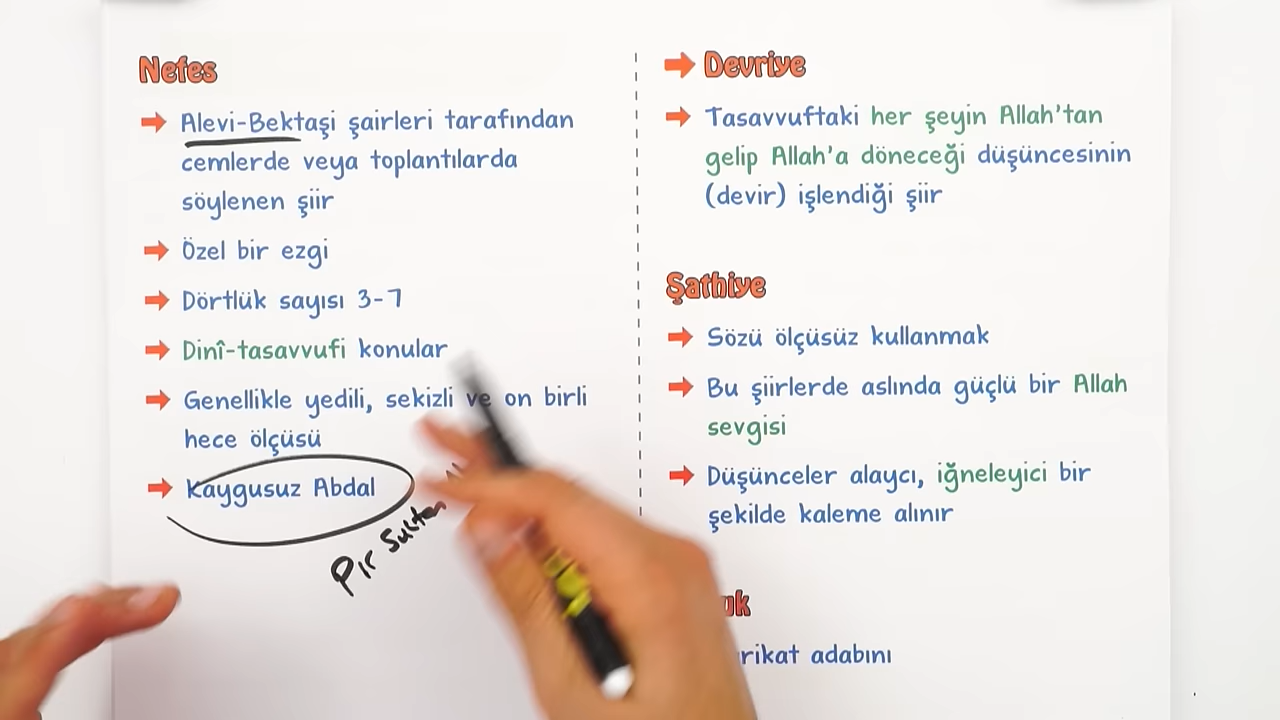 Nefes
Alevi-Bektaşi şairleri tarafından
cemlerde veya toplantılarda
söylenen şiir
Özel bir ezgi
Dörtlük sayısı 3-7
Dinî-tasavvufi konular
Genellikle yedili, sekizli ve on birli
hece ölçüsü
Kaygusuz Abdal
Pır Sultan
Devriye
Tasavvuftaki her şeyin Allah'tan
gelip Allah'a döneceği düşüncesinin
(devir) işlendiği şiir
Şathiye
Sözü ölçüsüz kullanmak
Bu şiirlerde aslında güçlü bir Allah
sevgisi
Düşünceler alaycı, iğneleyici bir
şekilde kaleme alınır
adabını